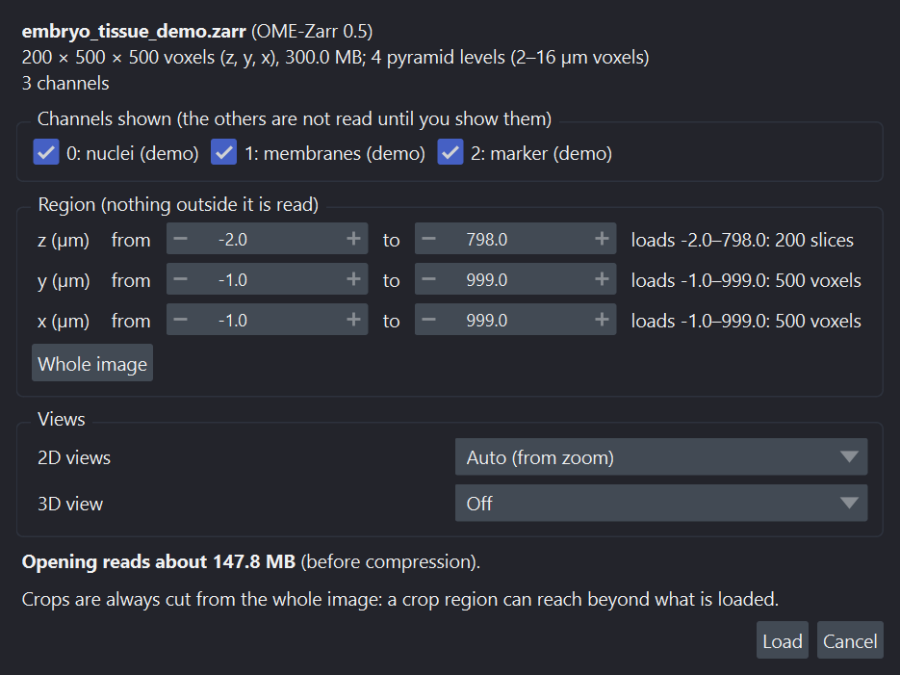 embryo_tissue_demo.zarr (OME-Zarr 0.5)
200 × 500 × 500 voxels (z, y, x), 300.0 MB; 4 pyramid levels (2–16 µm voxels)
3 channels
Channels shown (the others are not read until you show them)
0: nuclei (demo) 1: membranes (demo) 2: marker (demo)
Region (nothing outside it is read)
z (µm) from − -2.0 + to − 798.0 + loads -2.0–798.0: 200 slices
y (µm) from − -1.0 + to − 999.0 + loads -1.0–999.0: 500 voxels
x (µm) from − -1.0 + to − 999.0 + loads -1.0–999.0: 500 voxels
Whole image
Views
2D views Auto (from zoom)
3D view Off
Opening reads about 147.8 MB (before compression).
Crops are always cut from the whole image: a crop region can reach beyond what is loaded.
Load Cancel